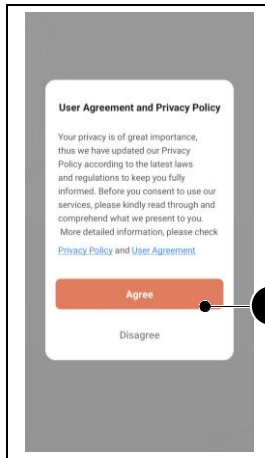 User Agreement and Privacy Policy
Your privacy is of great importance,
thus we have updated our Privacy
Policy according to the latest laws
and regulations to keep you fully
informed. Before you consent to use our
services, please kindly read through and
comprehend what we present to you.
More detailed information, please check
Privacy Policy and User Agreement
Agree
Disagree